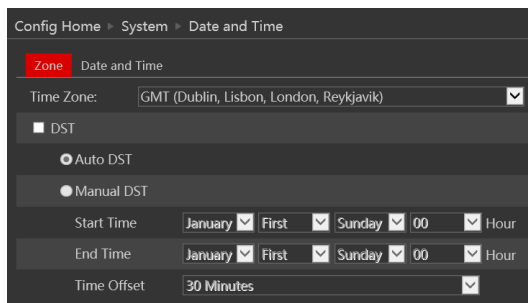 Config Home ▸ System ▸ Date and Time
Zone Date and Time
Time Zone: GMT (Dublin, Lisbon, London, Reykjavik)
DST
Auto DST
Manual DST
Start Time January First Sunday 00 Hour
End Time January First Sunday 00 Hour
Time Offset 30 Minutes